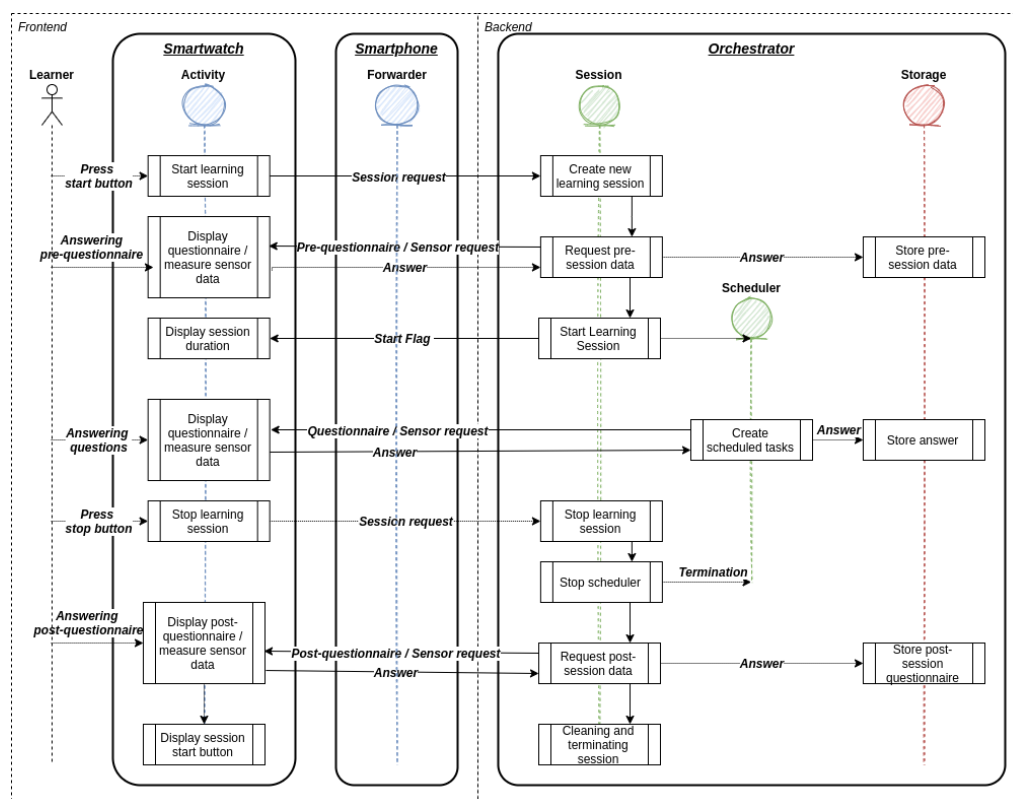 Frontend
Backend
Smartwatch
Smartphone
Orchestrator
Learner
Activity
Forwarder
Session
Storage
Press
start button
Start learning
session
Session request
Create new
learning session
Answering
pre-questionnaire
Display
questionnaire /
measure sensor
data
Pre-questionnaire / Sensor request
Answer
Request pre-
session data
Answer
Store pre-
session data
Scheduler
Display session
duration
Start Flag
Start Learning
Session
Answering
questions
Display
questionnaire /
measure sensor
data
Questionnaire / Sensor request
Answer
Create
scheduled tasks
Answer
Store answer
Press
stop button
Stop learning
session
Session request
Stop learning
session
Stop scheduler
Termination
Answering
post-questionnaire
Display post-
questionnaire /
measure sensor
data
Post-questionnaire / Sensor request
Answer
Request post-
session data
Answer
Store post-
session
questionnaire
Display session
start button
Cleaning and
terminating
session